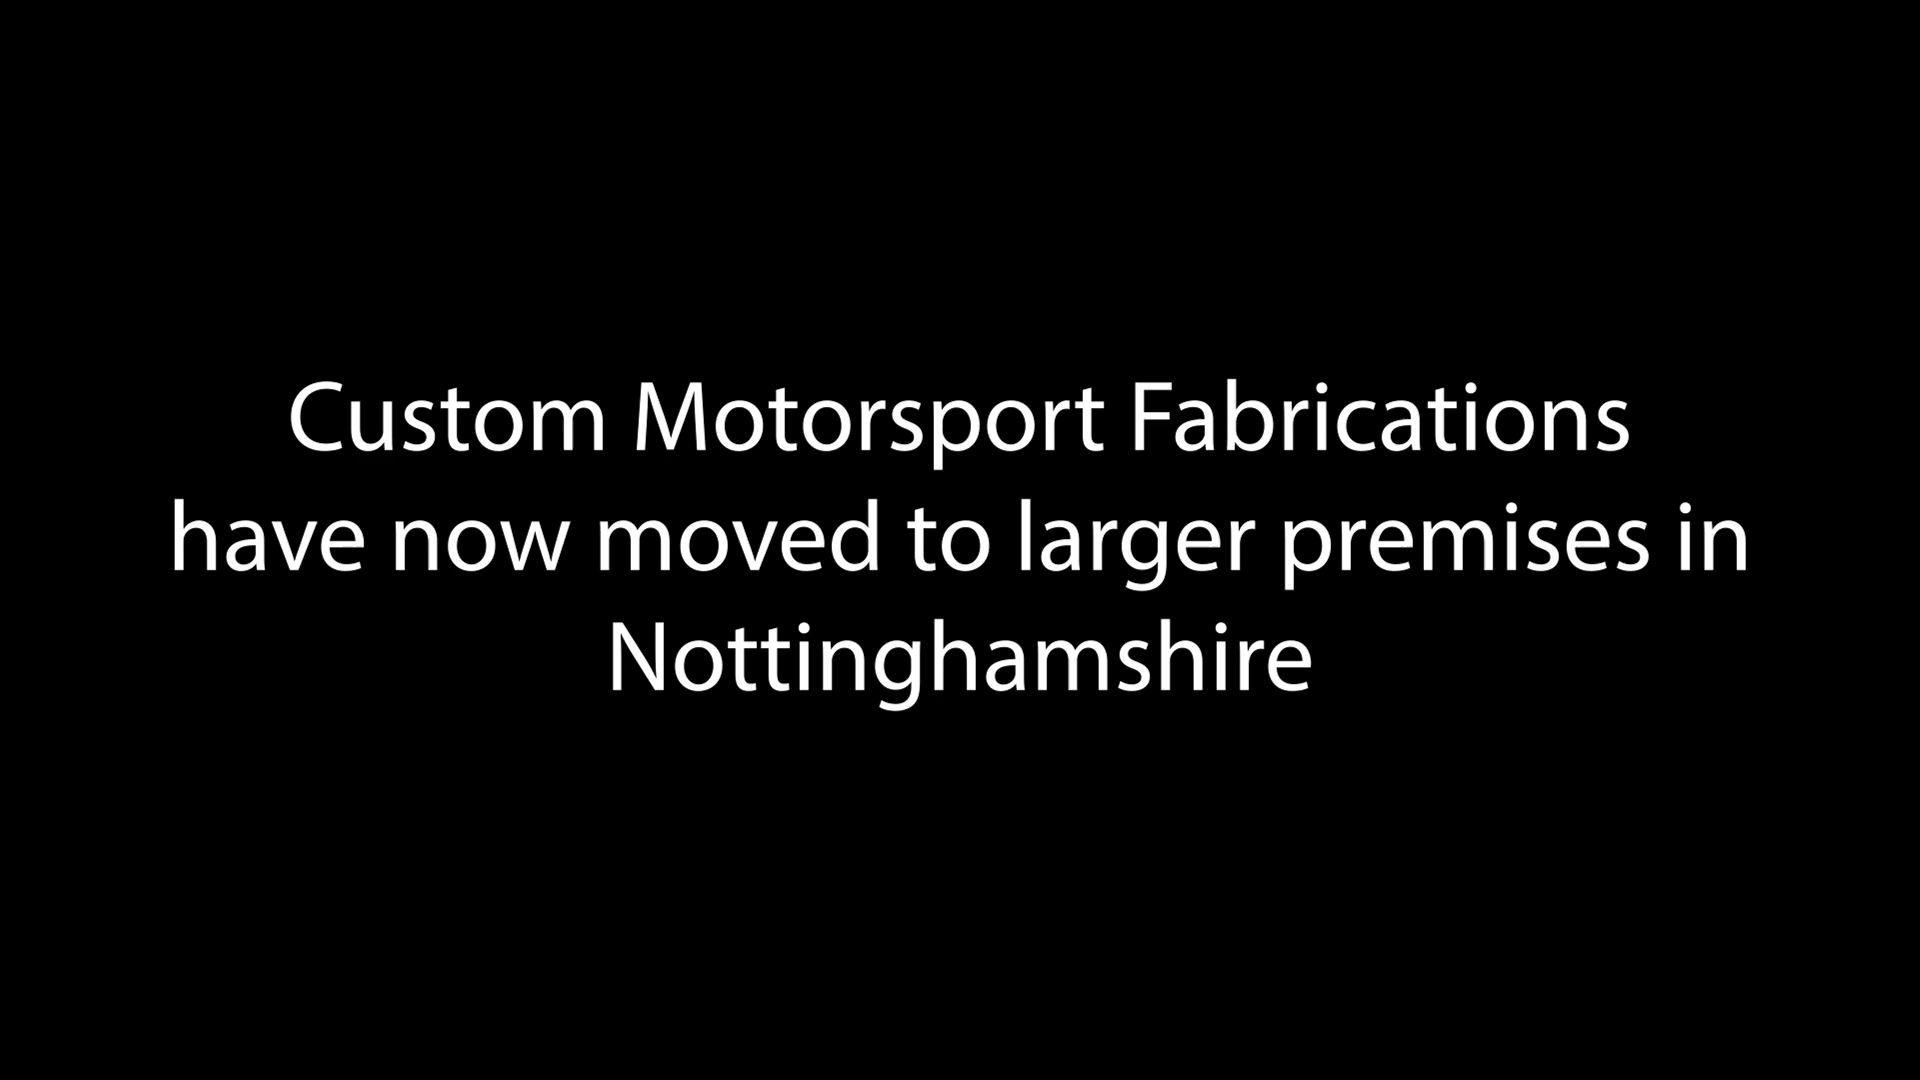 Custom Motorsport Fabrications
have now moved to larger premises in
Nottinghamshire